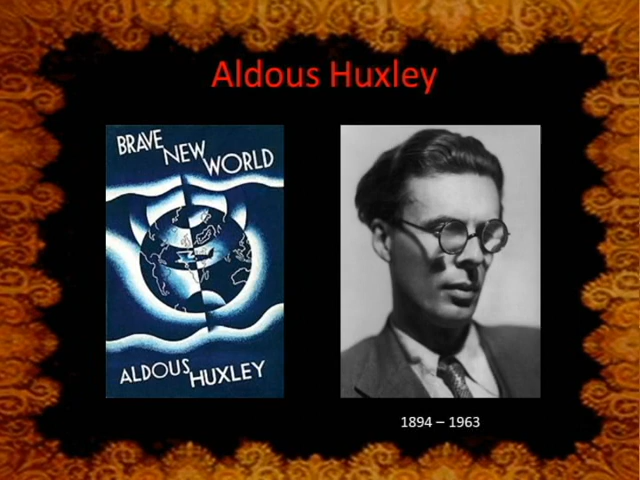 Aldous Huxley
BRAVE
NEW
WORLD
ALDOUS
HUXLEY
1894 – 1963